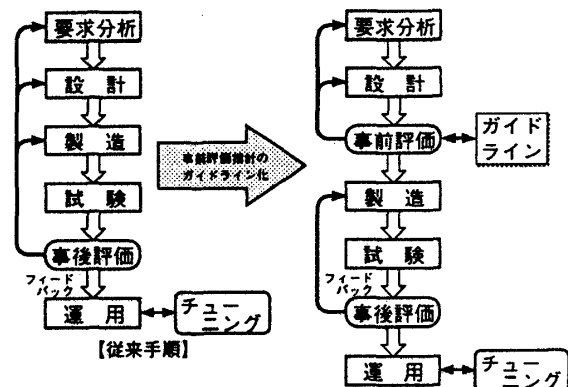 要求分析
設計
製造
試験
事後評価
フィード
バック
運用
チュー
ニング
【従来手順】
事前評価指針の
ガイドライン化
要求分析
設計
事前評価
ガイド
ライン
製造
試験
フィード
バック
事後評価
運用
チュー
ニング